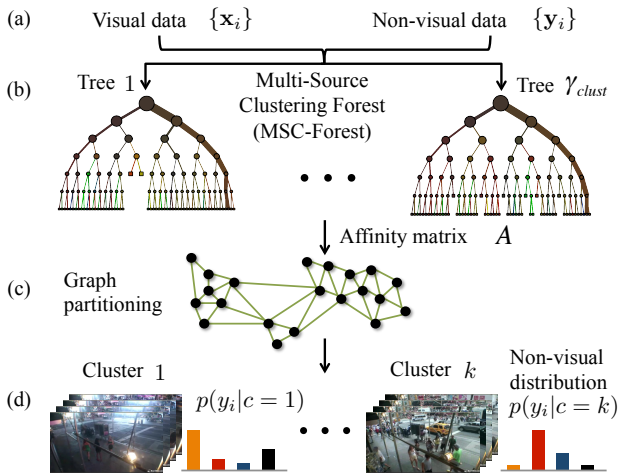 (a) Visual data {x_i} Non-visual data {y_i}
(b) Tree 1 Multi-Source Clustering Forest (MSC-Forest) Tree γ_clust
• • •
Affinity matrix A
(c) Graph partitioning
(d) Cluster 1 p(y_i|c = 1)
• • •
Cluster k Non-visual distribution p(y_i|c = k)